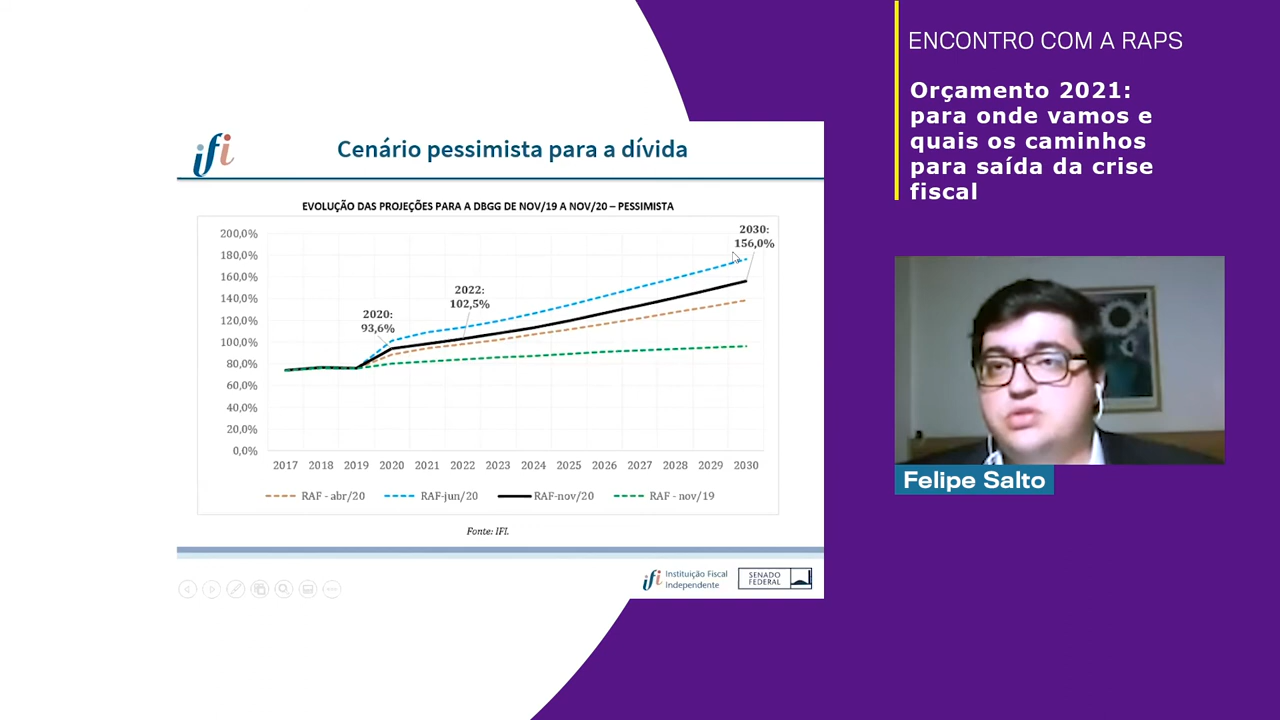 ENCONTRO COM A RAPS
Orçamento 2021:
para onde vamos e
quais os caminhos
para saída da crise
fiscal
ifi
Cenário pessimista para a dívida
EVOLUÇÃO DAS PROJEÇÕES PARA A DBGG DE NOV/19 A NOV/20 – PESSIMISTA
200,0%
180,0%
160,0%
140,0%
120,0%
100,0%
80,0%
60,0%
40,0%
20,0%
0,0%
2020:
93,6%
2022:
102,5%
2030:
156,0%
2017 2018 2019 2020 2021 2022 2023 2024 2025 2026 2027 2028 2029 2030
RAF - abr/20 RAF-jun/20 RAF-nov/20 RAF - nov/19
Fonte: IFI.
ifi Instituição Fiscal
Independente
SENADO
FEDERAL
Felipe Salto